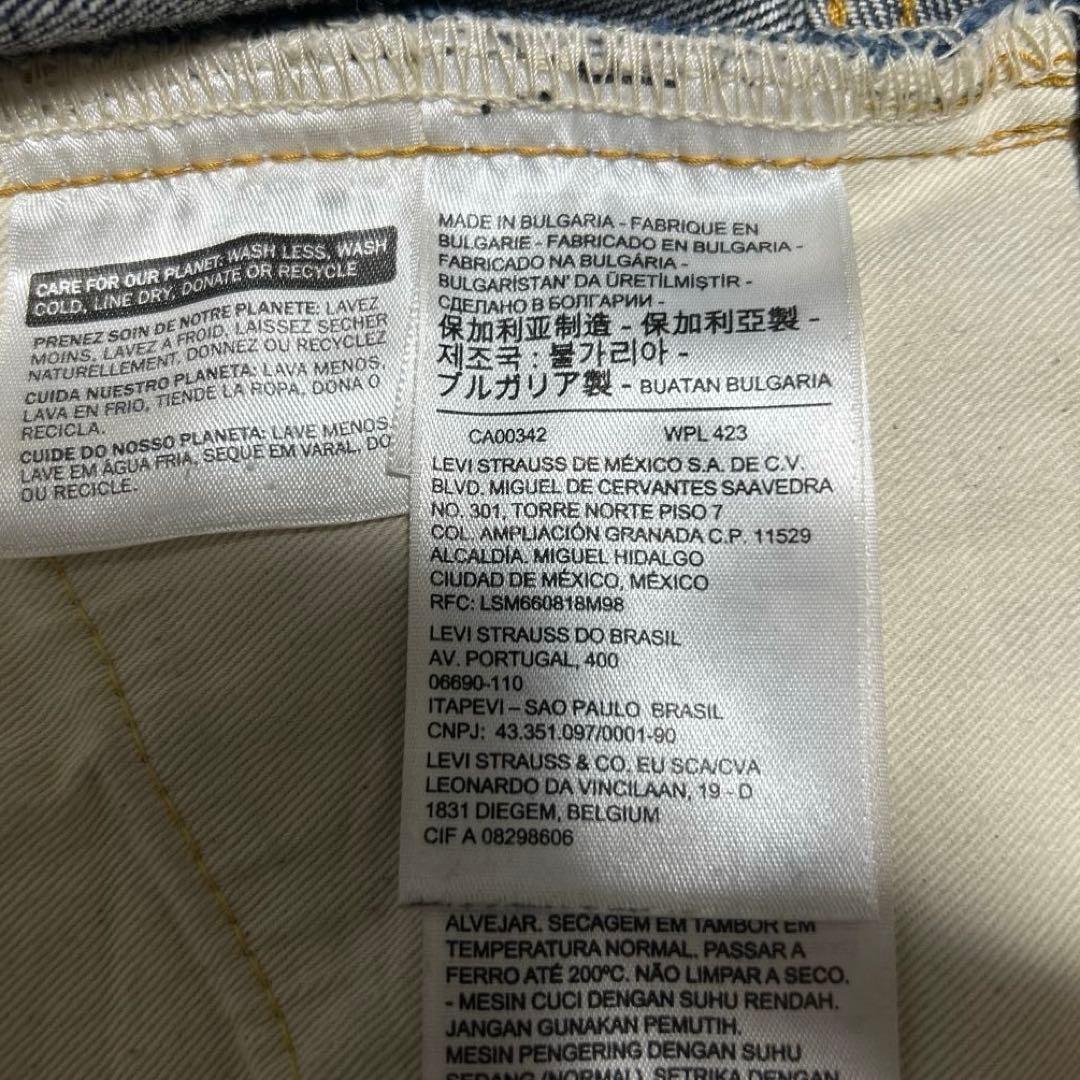 CARE FOR OUR PLANET: WASH LESS, WASH
COLD, LINE DRY, DONATE OR RECYCLE
PRENEZ SOIN DE NOTRE PLANETE: LAVEZ
MOINS, LAVEZ A FROID, LAISSEZ SECHER
NATURELLEMENT, DONNEZ OU RECYCLEZ
CUIDA NUESTRO PLANETA: LAVA MENOS,
LAVA EN FRIO, TIENDE LA ROPA, DONA O
RECICLA.
CUIDE DO NOSSO PLANETA: LAVE MENOS,
LAVE EM ÁGUA FRIA, SEQUE EM VARAL, DO
OU RECICLE.
MADE IN BULGARIA - FABRIQUE EN
BULGARIE - FABRICADO EN BULGARIA -
FABRICADO NA BULGÁRIA -
BULGARİSTAN' DA ÜRETİLMİŞTİR -
СДЕЛАНО В БОЛГАРИИ -
保加利亚制造 - 保加利亞製 -
제조국 : 불가리아 -
ブルガリア製 - BUATAN BULGARIA
CA00342 WPL 423
LEVI STRAUSS DE MÉXICO S.A. DE C.V.
BLVD. MIGUEL DE CERVANTES SAAVEDRA
NO. 301, TORRE NORTE PISO 7
COL. AMPLIACIÓN GRANADA C.P. 11529
ALCALDÍA. MIGUEL HIDALGO
CIUDAD DE MÉXICO, MÉXICO
RFC: LSM660818M98
LEVI STRAUSS DO BRASIL
AV. PORTUGAL, 400
06690-110
ITAPEVI – SAO PAULO BRASIL
CNPJ: 43.351.097/0001-90
LEVI STRAUSS & CO. EU SCA/CVA
LEONARDO DA VINCILAAN, 19 - D
1831 DIEGEM, BELGIUM
CIF A 08298606
ALVEJAR. SECAGEM EM TAMBOR EM
TEMPERATURA NORMAL. PASSAR A
FERRO ATÉ 200ºC. NÃO LIMPAR A SECO.
- MESIN CUCI DENGAN SUHU RENDAH.
JANGAN GUNAKAN PEMUTIH.
MESIN PENGERING DENGAN SUHU
SEDANG (NORMAL). SETRIKA DENGAN